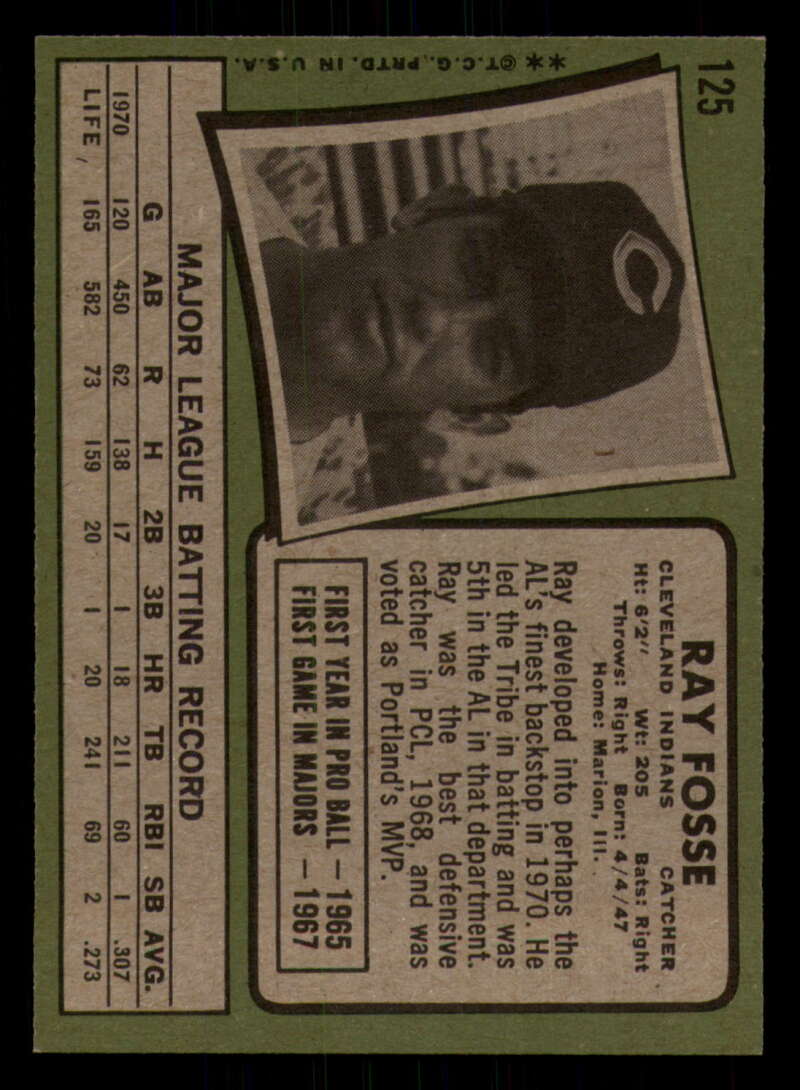 125
** ©T.C.G. PRTD. IN U.S.A.
C
RAY FOSSE
CLEVELAND INDIANS CATCHER
Ht: 6'2" Wt: 205 Bats: Right
Throws: Right Born: 4/4/47
Home: Marion, Ill.
Ray developed into perhaps the
AL's finest backstop in 1970. He
led the Tribe in batting and was
5th in the AL in that department.
Ray was the best defensive
catcher in PCL, 1968, and was
voted as Portland's MVP.
FIRST YEAR IN PRO BALL — 1965
FIRST GAME IN MAJORS — 1967
MAJOR LEAGUE BATTING RECORD
G AB R H 2B 3B HR TB RBI SB AVG.
1970 120 450 62 138 17 1 18 211 60 1 .307
LIFE 165 582 73 159 20 1 20 241 69 2 .273